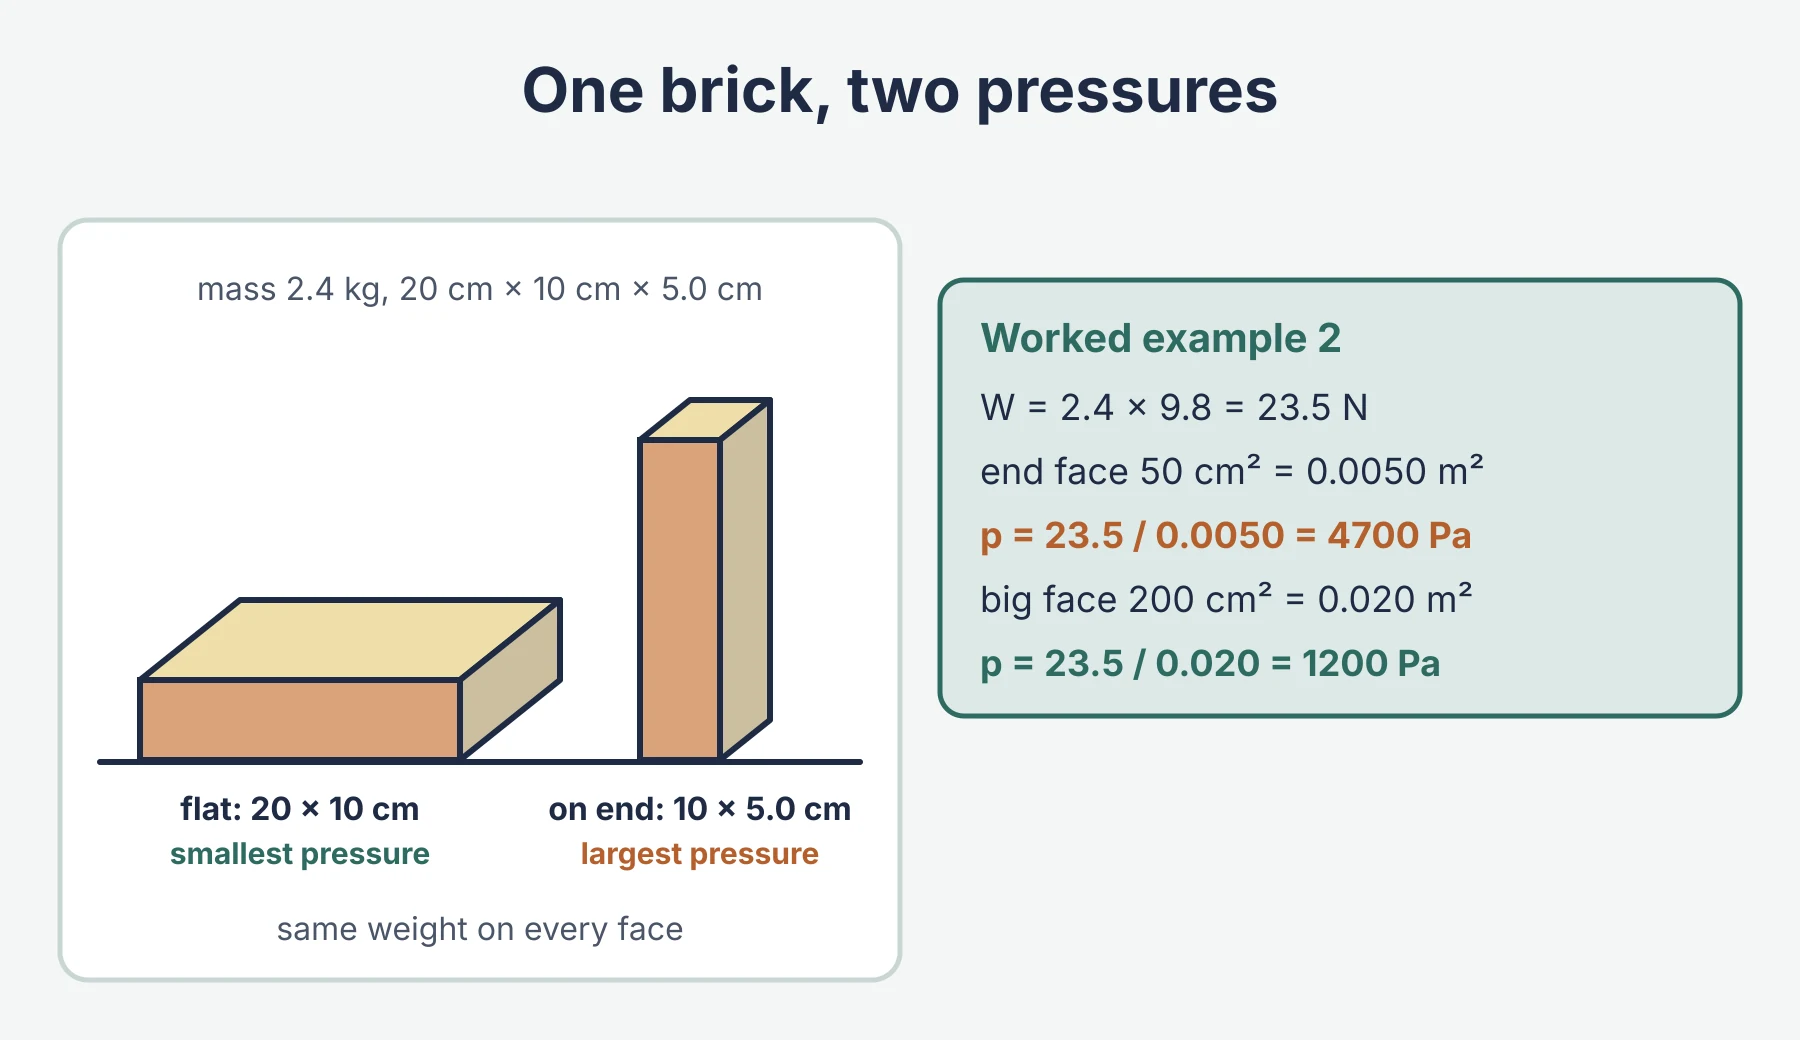 One brick, two pressures
mass 2.4 kg, 20 cm × 10 cm × 5.0 cm
flat: 20 × 10 cm
smallest pressure
on end: 10 × 5.0 cm
largest pressure
same weight on every face
Worked example 2
W = 2.4 × 9.8 = 23.5 N
end face 50 cm² = 0.0050 m²
p = 23.5 / 0.0050 = 4700 Pa
big face 200 cm² = 0.020 m²
p = 23.5 / 0.020 = 1200 Pa